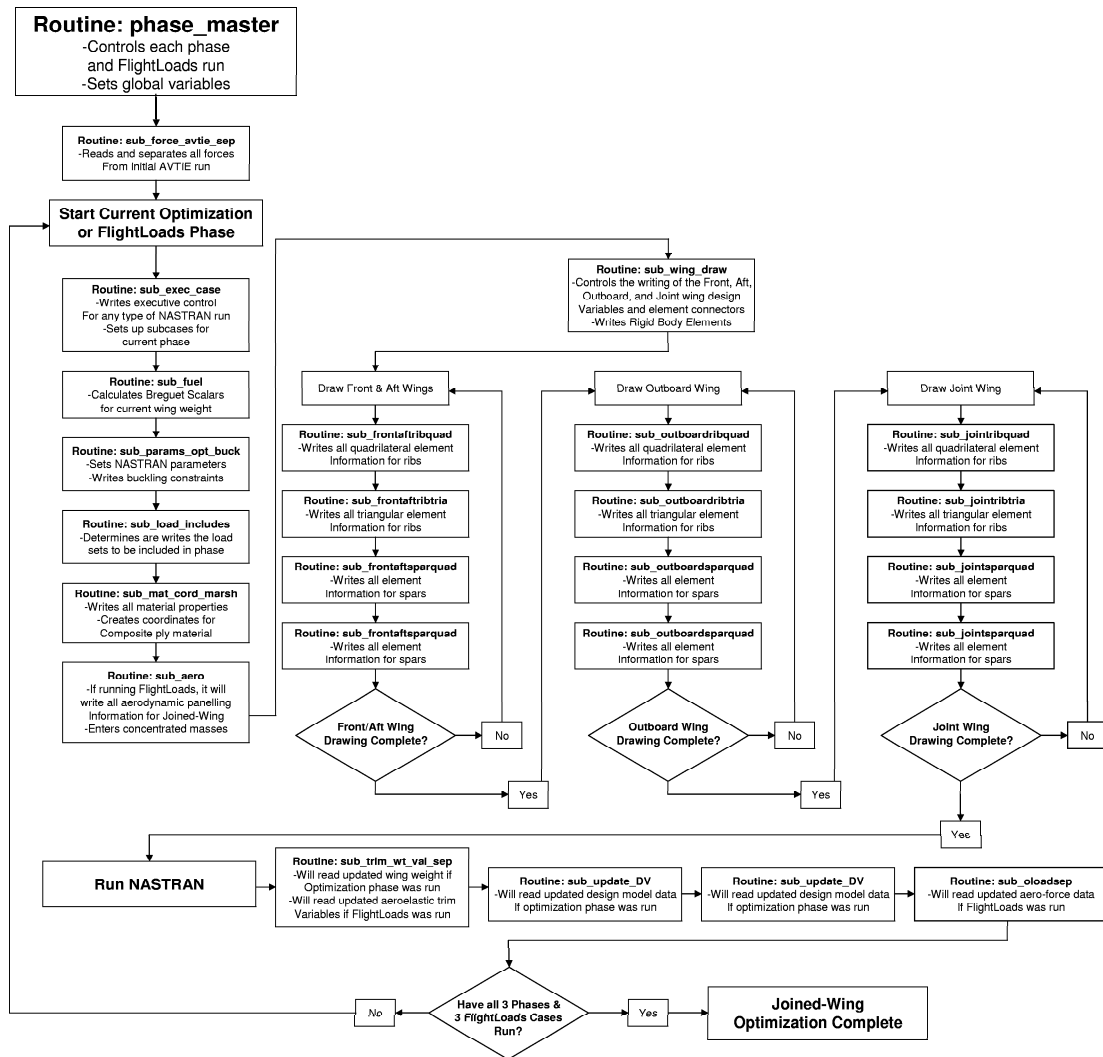 Routine: phase_master
-Controls each phase
and FlightLoads run
-Sets global variables
Routine: sub_force_avtie_sep
-Reads and separates all forces
From initial AVTIE run
Start Current Optimization
or FlightLoads Phase
Routine: sub_exec_case
-Writes executive control
For any type of NASTRAN run
-Sets up subcases for
current phase
Routine: sub_fuel
-Calculates Breguet Scalars
for current wing weight
Routine: sub_params_opt_buck
-Sets NASTRAN parameters
-Writes buckling constraints
Routine: sub_load_includes
-Determines are writes the load
sets to be included in phase
Routine: sub_mat_cord_marsh
-Writes all material properties
-Creates coordinates for
Composite ply material
Routine: sub_aero
-If running FlightLoads, it will
write all aerodynamic panelling
Information for Joined-Wing
-Enters concentrated masses
Routine: sub_wing_draw
-Controls the writing of the Front, Aft,
Outboard, and Joint wing design
Variables and element connectors
-Writes Rigid Body Elements
Draw Front & Aft Wings
Routine: sub_frontaftribquad
-Writes all quadrilateral element
Information for ribs
Routine: sub_frontaftribtria
-Writes all triangular element
Information for ribs
Routine: sub_frontaftsparquad
-Writes all element
Information for spars
Routine: sub_frontaftsparquad
-Writes all element
Information for spars
Front/Aft Wing
Drawing Complete?
No
Yes
Draw Outboard Wing
Routine: sub_outboardribquad
-Writes all quadrilateral element
Information for ribs
Routine: sub_outboardribtria
-Writes all triangular element
Information for ribs
Routine: sub_outboardsparquad
-Writes all element
Information for spars
Routine: sub_outboardsparquad
-Writes all element
Information for spars
Outboard Wing
Drawing Complete?
No
Yes
Draw Joint Wing
Routine: sub_jointribquad
-Writes all quadrilateral element
Information for ribs
Routine: sub_jointribtria
-Writes all triangular element
Information for ribs
Routine: sub_jointsparquad
-Writes all element
Information for spars
Routine: sub_jointsparquad
-Writes all element
Information for spars
Joint Wing
Drawing Complete?
No
Yes
Run NASTRAN
Routine: sub_trim_wt_val_sep
-Will read updated wing weight if
Optimization phase was run
-Will read updated aeroelastic trim
Variables if FlightLoads was run
Routine: sub_update_DV
-Will read updated design model data
If optimization phase was run
Routine: sub_update_DV
-Will read updated design model data
If optimization phase was run
Routine: sub_oloadsep
-Will read updated aero-force data
If FlightLoads was run
Have all 3 Phases &
3 FlightLoads Cases
Run?
No
Yes
Joined-Wing
Optimization Complete